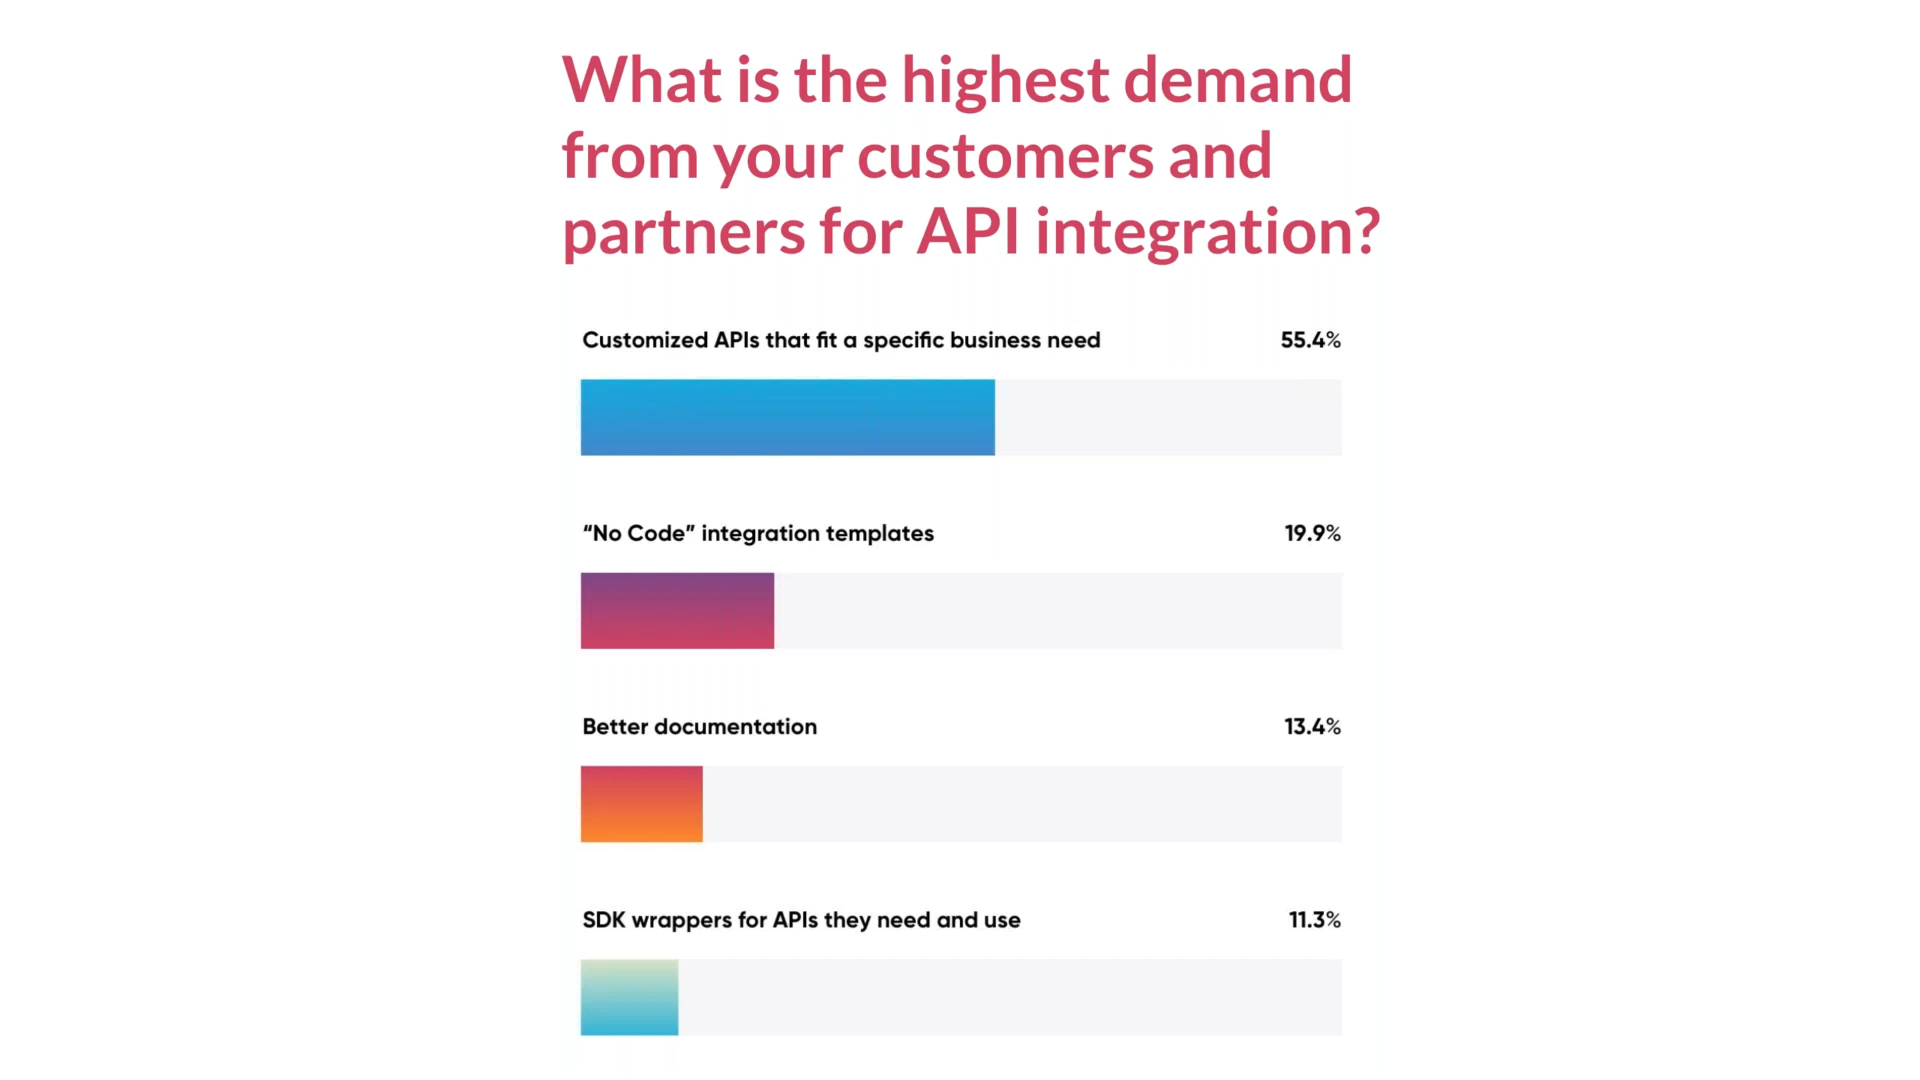 What is the highest demand
from your customers and
partners for API integration?
Customized APIs that fit a specific business need 55.4%
“No Code” integration templates 19.9%
Better documentation 13.4%
SDK wrappers for APIs they need and use 11.3%